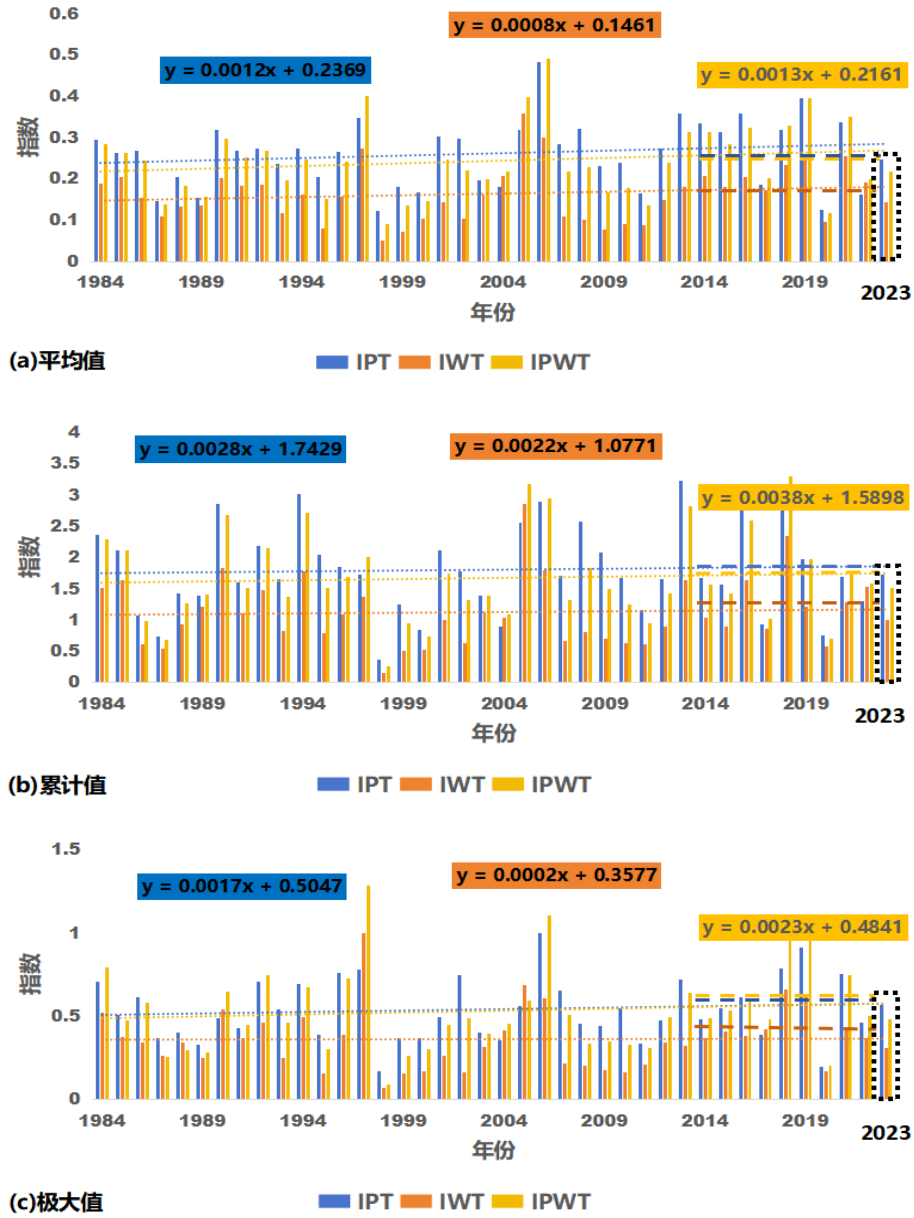 0.6
y = 0.0008x + 0.1461
0.5
y = 0.0012x + 0.2369
y = 0.0013x + 0.2161
0.4
指数
0.3
0.2
0.1
0
1984 1989 1994 1999 2004 2009 2014 2019 2023
年份
(a)平均值
IPT IWT IPWT
4
y = 0.0028x + 1.7429 y = 0.0022x + 1.0771
3.5
3
y = 0.0038x + 1.5898
2.5
指数
2
1.5
1
0.5
0
1984 1989 1994 1999 2004 2009 2014 2019 2023
年份
(b)累计值
IPT IWT IPWT
1.5
y = 0.0017x + 0.5047 y = 0.0002x + 0.3577
y = 0.0023x + 0.4841
1
指数
0.5
0
1984 1989 1994 1999 2004 2009 2014 2019 2023
年份
(c)极大值
IPT IWT IPWT